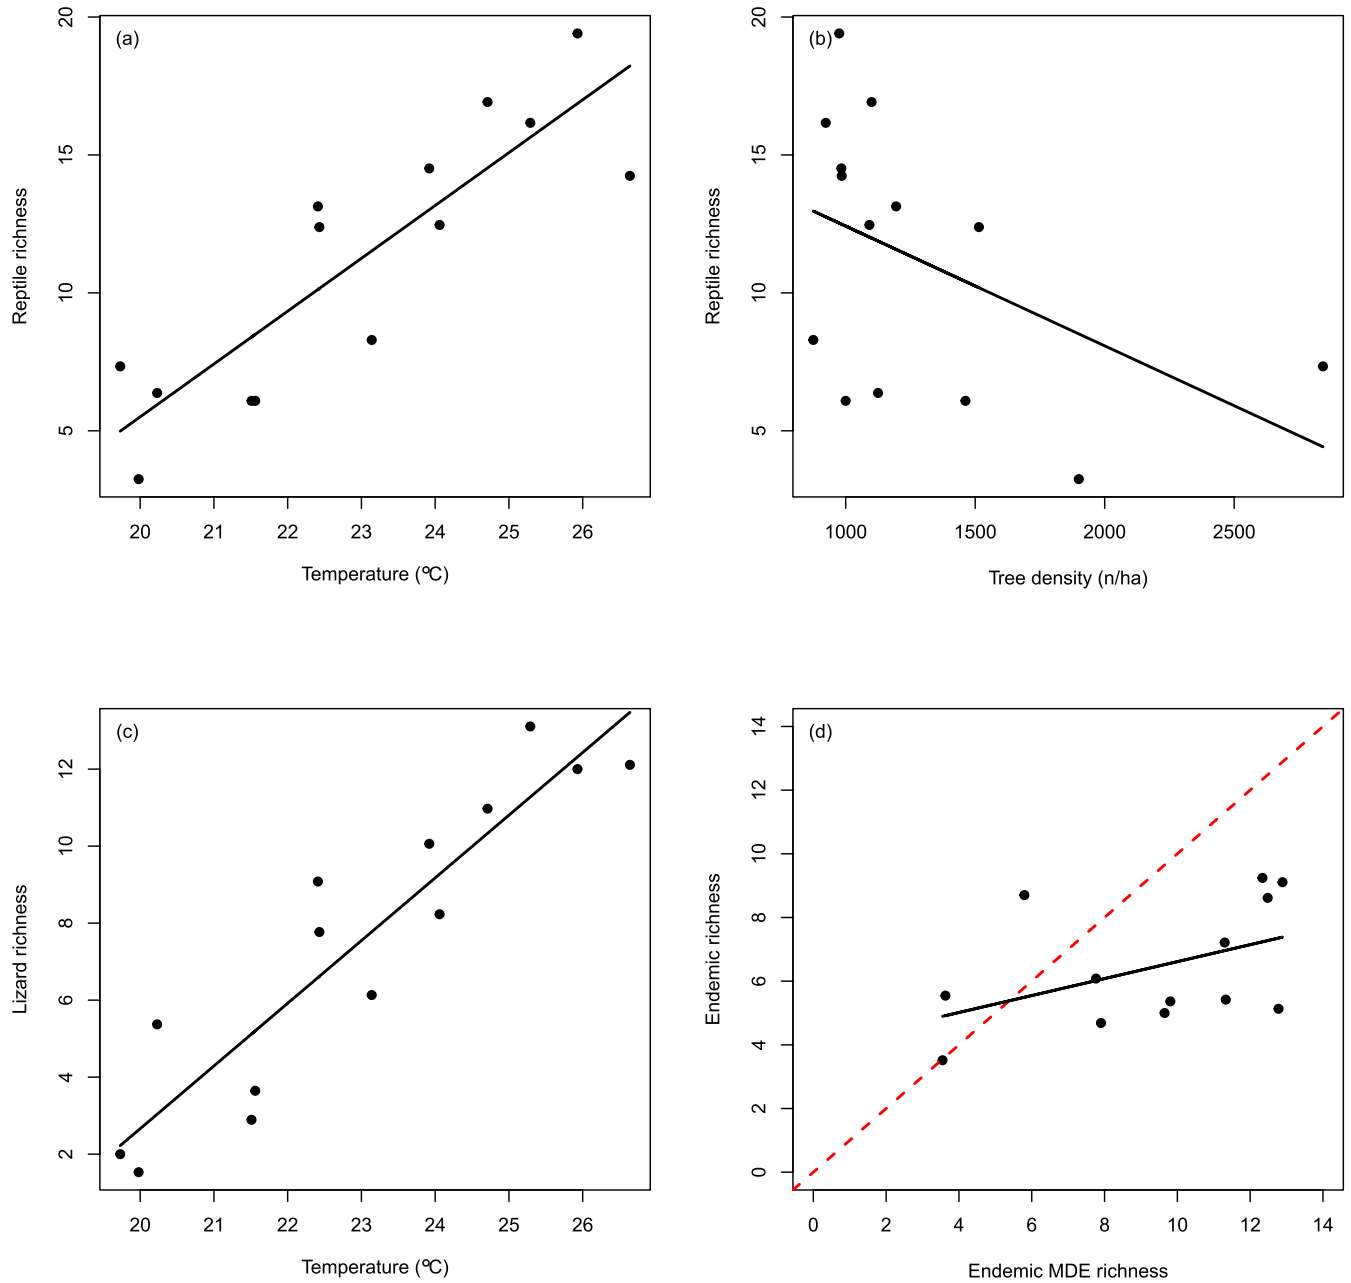 (a)
20
15
10
5
Reptile richness
20 21 22 23 24 25 26
Temperature (ºC)
(b)
20
15
10
5
Reptile richness
1000 1500 2000 2500
Tree density (n/ha)
(c)
12
10
8
6
4
2
Lizard richness
20 21 22 23 24 25 26
Temperature (ºC)
(d)
14
12
10
8
6
4
2
0
Endemic richness
0 2 4 6 8 10 12 14
Endemic MDE richness